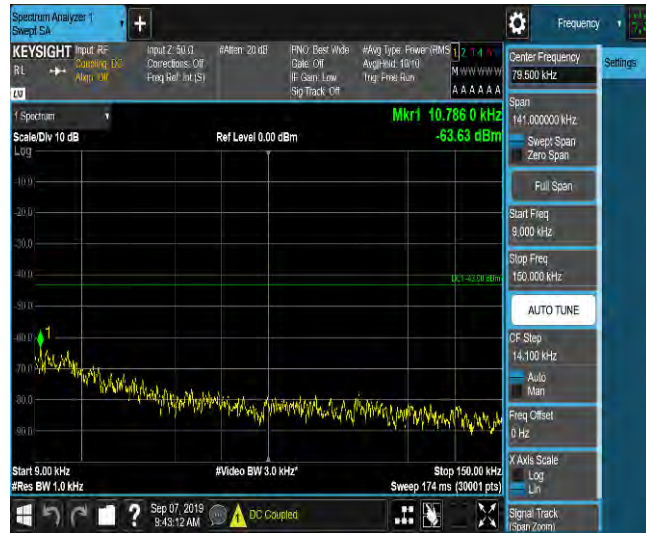 Spectrum Analyzer 1
Swept SA
Frequency
KEYSIGHT
Input: RF
Coupling: DC
Align: Off
Input Z: 50 Ω
Corrections: Off
Freq Ref: Int (S)
#Atten: 20 dB
PNO: Best Wide
Gate: Off
IF Gain: Low
Sig Track: Off
#Avg Type: Power (RMS
Avg|Hold: 10/10
Trig: Free Run
M W W W W W
A A A A A A
RL
LXI
1 Spectrum
Scale/Div 10 dB
Log
Ref Level 0.00 dBm
Mkr1 10.786 0 kHz
-63.63 dBm
-10.0
-20.0
-30.0
-40.0
DL1 -43.00 dBm
-50.0
-60.0
1
-70.0
-80.0
-90.0
Start 9.00 kHz
#Res BW 1.0 kHz
#Video BW 3.0 kHz*
Stop 150.00 kHz
Sweep 174 ms (30001 pts)
Sep 07, 2019
9:43:12 AM
DC Coupled
Settings
Center Frequency
79.500 kHz
Span
141.000000 kHz
Swept Span
Zero Span
Full Span
Start Freq
9.000 kHz
Stop Freq
150.000 kHz
AUTO TUNE
CF Step
14.100 kHz
Auto
Man
Freq Offset
0 Hz
X Axis Scale
Log
Lin
Signal Track
(Span Zoom)